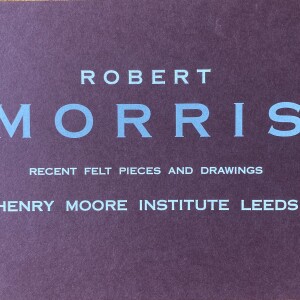 ROBERT
MORRIS
RECENT FELT PIECES AND DRAWINGS
HENRY MOORE INSTITUTE LEEDS